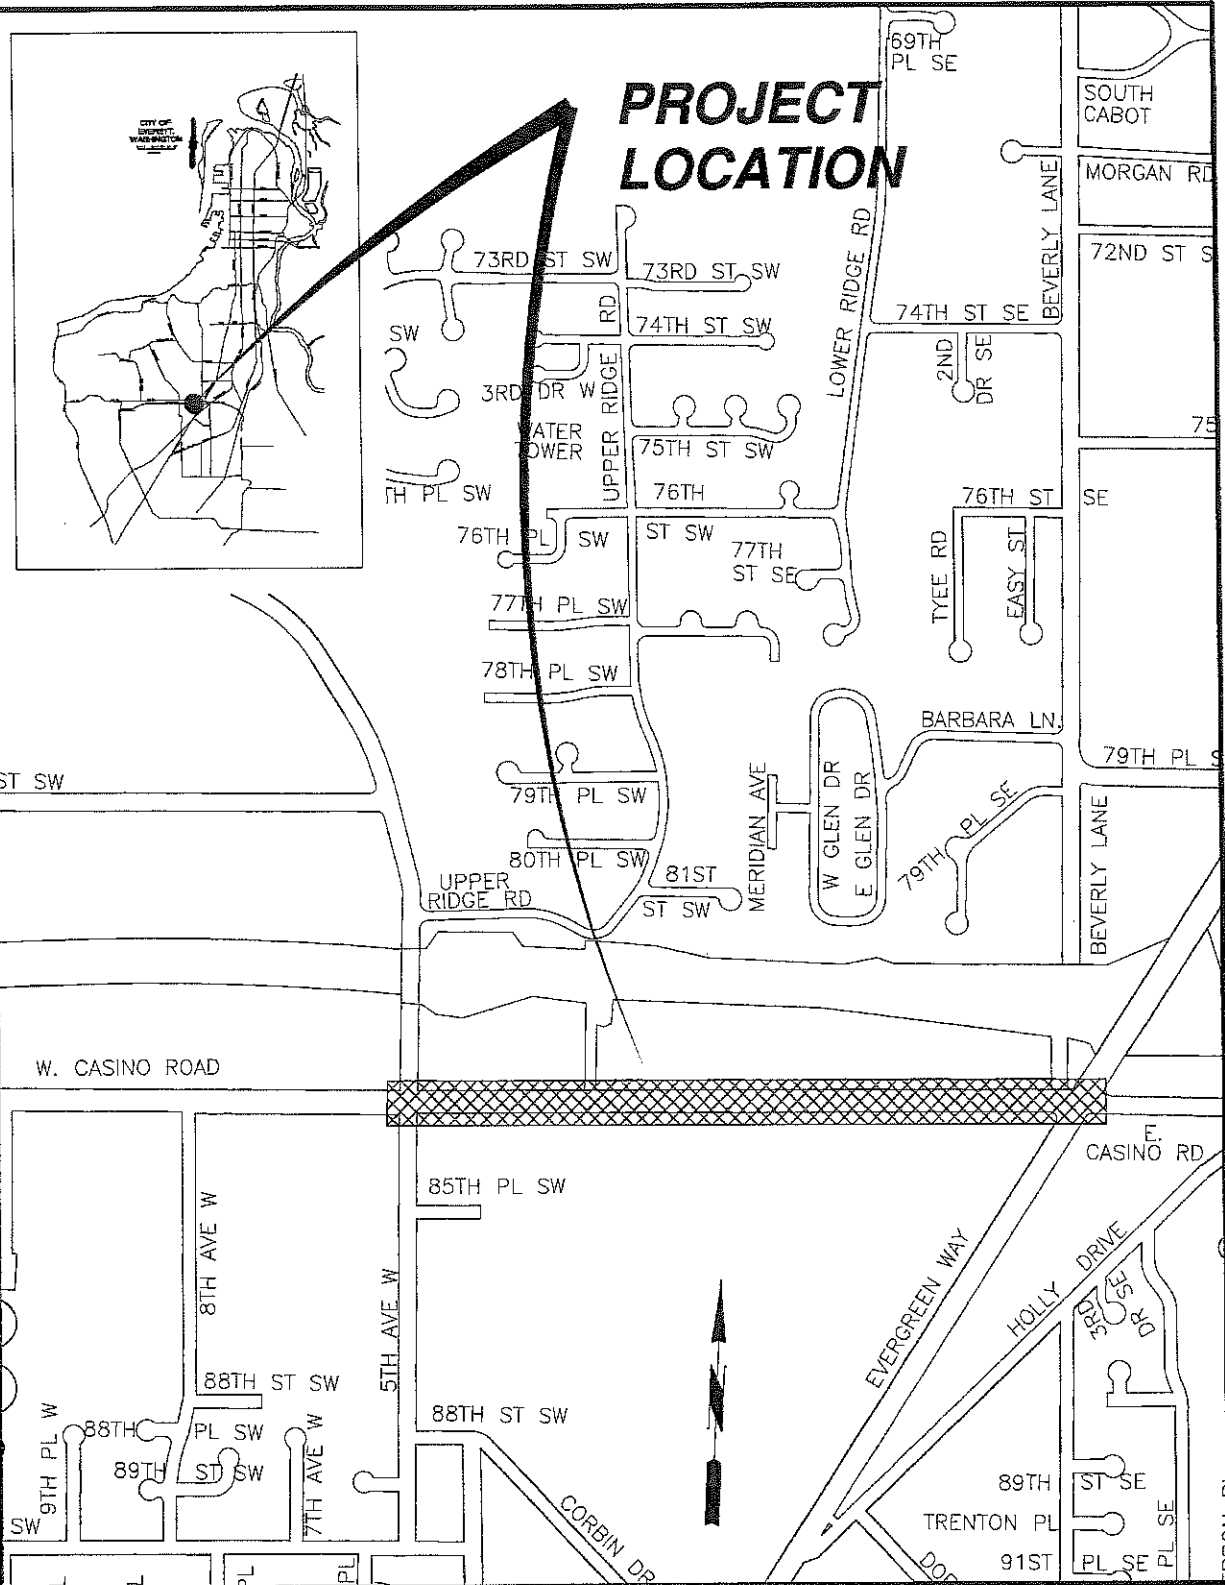 PROJECT
LOCATION
CITY OF
EVERETT,
WASHINGTON
69TH
PL SE
SOUTH
CABOT
MORGAN RD
BEVERLY LANE
72ND ST S
73RD ST SW
73RD ST SW
LOWER RIDGE RD
74TH ST SE
SW
74TH ST SW
UPPER RIDGE RD
2ND
DR SE
3RD DR W
WATER
TOWER
75TH ST SW
75
TH PL SW
76TH
ST SW
76TH ST SE
76TH PL SW
77TH
ST SE
TYEE RD
EASY ST
77TH PL SW
78TH PL SW
BARBARA LN.
ST SW
79TH PL S
79TH PL SW
MERIDIAN AVE
W GLEN DR
E GLEN DR
79TH PL SE
BEVERLY LANE
80TH PL SW
81ST
ST SW
UPPER
RIDGE RD
W. CASINO ROAD
E.
CASINO RD
85TH PL SW
8TH AVE W
5TH AVE W
EVERGREEN WAY
HOLLY DRIVE
3RD
DR SE
N
88TH ST SW
88TH ST SW
9TH PL W
88TH PL SW
89TH ST SW
7TH AVE W
CORBIN DR
89TH ST SE
SW
TRENTON PL
91ST PL SE
PL SE
PL
PL
DOR